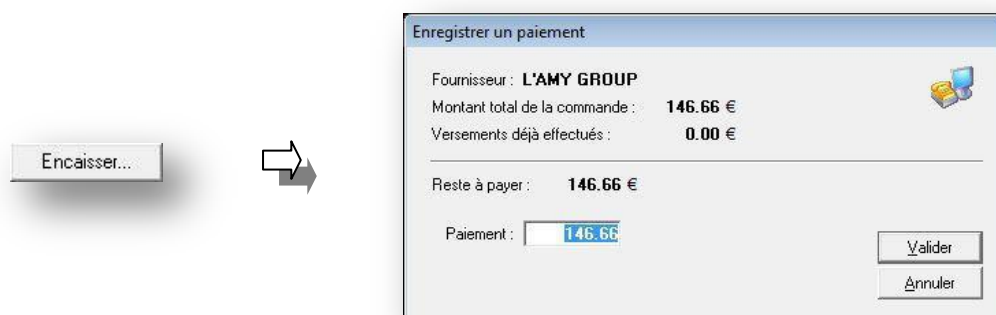 Encaisser...
Enregistrer un paiement
Fournisseur : L'AMY GROUP
Montant total de la commande : 146.66 €
Versements déjà effectués : 0.00 €
Reste à payer : 146.66 €
Paiement : 146.66
Valider
Annuler